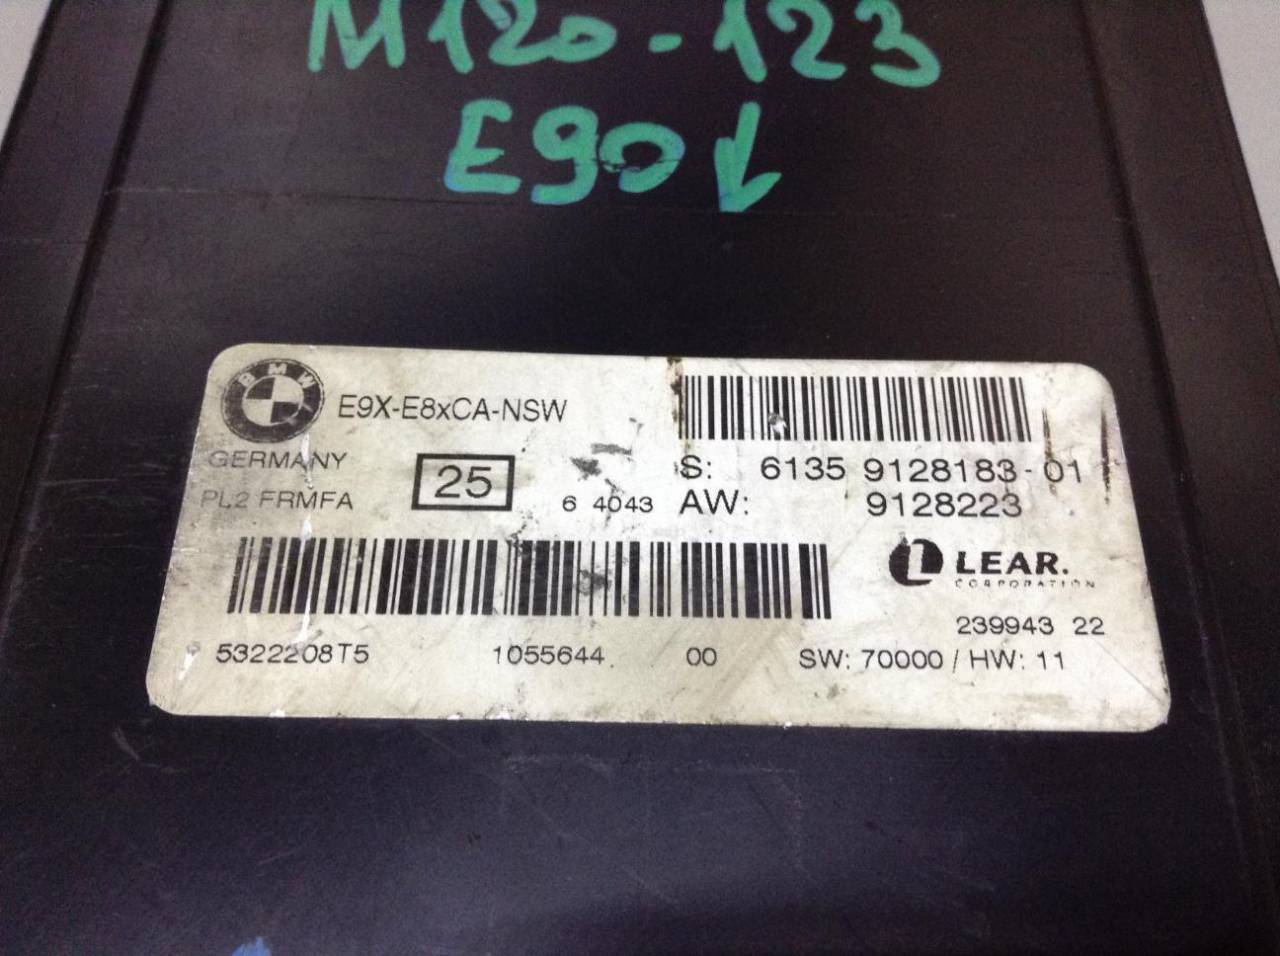 M120-123
E90↓
BMW
E9X-E8xCA-NSW
GERMANY
PL2 FRMFA
25
6 4043
S: 6135 9128183-01
AW: 9128223
LEAR.
CORPORATION
239943 22
5322208T5 1055644. 00 SW: 70000 / HW: 11